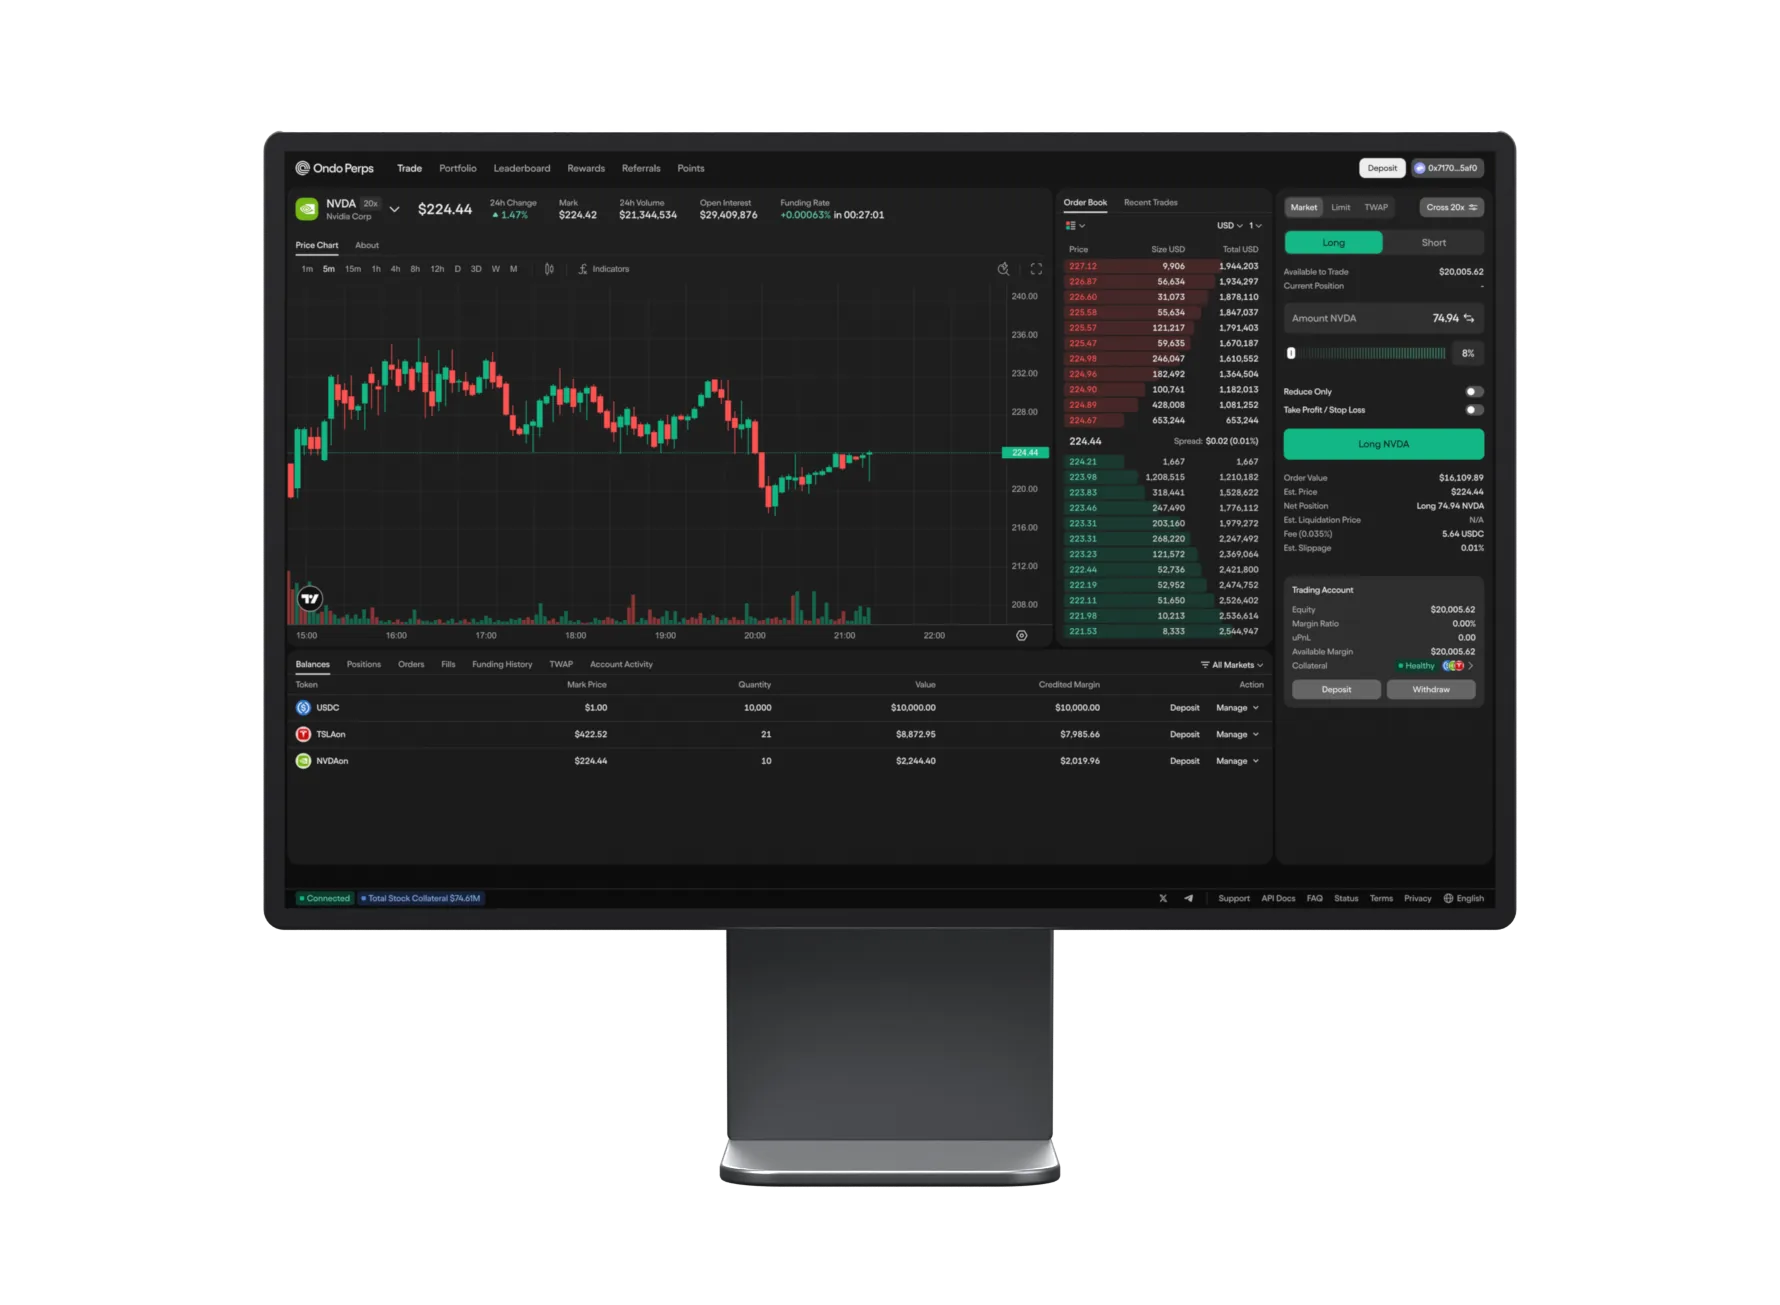 Ondo Perps Trade Portfolio Leaderboard Rewards Referrals Points Deposit 0x7170...5af0
NVDA 20x
Nvidia Corp
$224.44
24h Change
1.47%
Mark
$224.42
24h Volume
$21,344,534
Open Interest
$29,409,876
Funding Rate
+0.00063% in 00:27:01
Price Chart About
1m 5m 15m 1h 4h 8h 12h D 3D W M Indicators
240.00
236.00
232.00
228.00
224.44
220.00
216.00
212.00
208.00
15:00 16:00 17:00 18:00 19:00 20:00 21:00 22:00
Order Book Recent Trades
USD 1
Price Size USD Total USD
227.12 9,906 1,944,203
226.87 56,634 1,934,297
226.60 31,073 1,878,110
225.58 55,634 1,847,037
225.57 121,217 1,791,403
225.47 59,635 1,670,187
224.98 246,047 1,610,552
224.96 182,492 1,364,504
224.90 100,761 1,182,013
224.89 428,008 1,081,252
224.67 653,244 653,244
224.44 Spread: $0.02 (0.01%)
224.21 1,667 1,667
223.98 1,208,515 1,210,182
223.83 318,441 1,528,622
223.46 247,490 1,776,112
223.31 203,160 1,979,272
223.31 268,220 2,247,492
223.23 121,572 2,369,064
222.44 52,736 2,421,800
222.19 52,952 2,474,752
222.11 51,650 2,526,402
221.98 10,213 2,536,614
221.53 8,333 2,544,947
Market Limit TWAP Cross 20x
Long Short
Available to Trade $20,005.62
Current Position -
Amount NVDA 74.94
8%
Reduce Only
Take Profit / Stop Loss
Long NVDA
Order Value $16,109.89
Est. Price $224.44
Net Position Long 74.94 NVDA
Est. Liquidation Price N/A
Fee (0.035%) 5.64 USDC
Est. Slippage 0.01%
Trading Account
Equity $20,005.62
Margin Ratio 0.00%
uPnL 0.00
Available Margin $20,005.62
Collateral Healthy
Deposit Withdraw
Balances Positions Orders Fills Funding History TWAP Account Activity All Markets
Token Mark Price Quantity Value Credited Margin Action
USDC $1.00 10,000 $10,000.00 $10,000.00 Deposit Manage
TSLAon $422.52 21 $8,872.95 $7,985.66 Deposit Manage
NVDAon $224.44 10 $2,244.40 $2,019.96 Deposit Manage
Connected Total Stock Collateral $74.61M Support API Docs FAQ Status Terms Privacy English